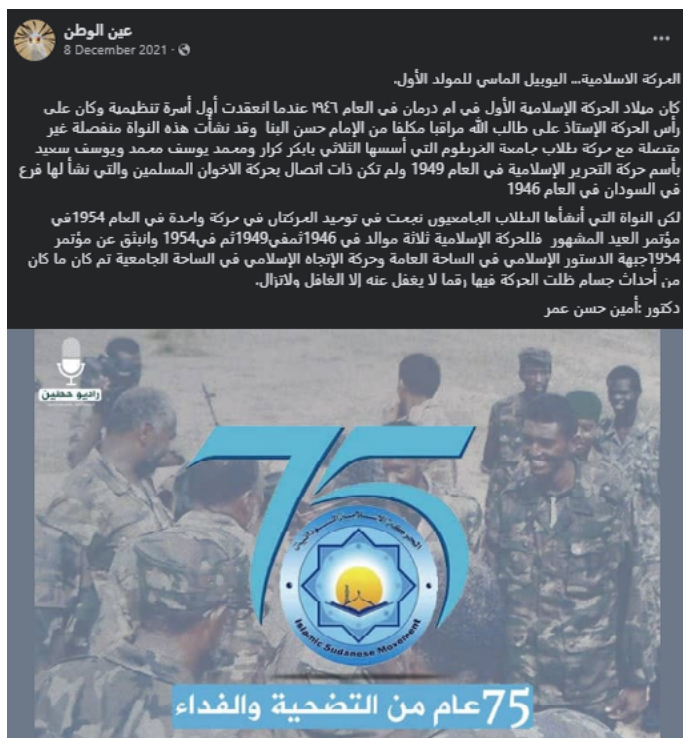 عين الوطن
8 December 2021 ·
الحركة الاسلامية... اليوبيل الماسي للمولد الأول.
كان ميلاد الحركة الإسلامية الأول في ام درمان في العام ١٩٤٦ عندما انعقدت أول أسرة تنظيمية وكان على
رأس الحركة الإستاذ على طالب الله مراقبا مكلفا من الإمام حسن البنا وقد نشأت هذه النواة منفصلة غير
متصلة مع حركة طلاب جامعة الخرطوم التي أسسها الثلاثي بابكر كرار ومحمد يوسف محمد ويوسف سعيد
بأسم حركة التحرير الإسلامية في العام 1949 ولم تكن ذات اتصال بحركة الاخوان المسلمين والتي نشأ لها فرع
في السودان في العام 1946
لكن النواة التي أنشأها الطلاب الجامعيون نجحت في توحيد الحركتان في حركة واحدة في العام 1954في
مؤتمر العيد المشهور فللحركة الإسلامية ثلاثة موالد في 1946ثمفي1949ثم في1954 وانبثق عن مؤتمر
1954جبهة الدستور الإسلامي في الساحة العامة وحركة الإتجاه الإسلامي في الساحة الجامعية تم كان ما كان
من أحداث جسام ظلت الحركة فيها رقما لا يغفل عنه إلا الغافل ولاتزال.
دكتور :أمين حسن عمر
راديو حطين
75
الحركة الإسلامية السودانية
Islamic Sudanese Movement
75 عام من التضحية والفداء